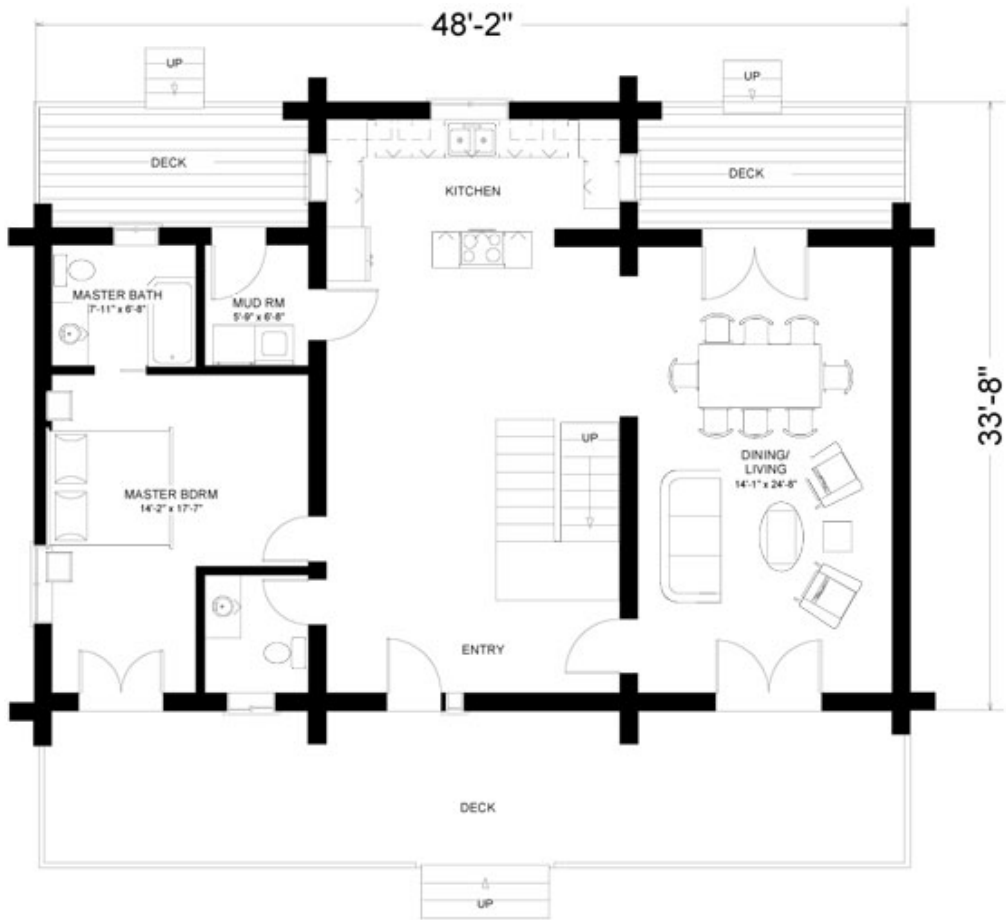 48'-2"
UP
UP
DECK
KITCHEN
DECK
MASTER BATH
7'-11" x 6'-8"
MUD RM
5'-9" x 6'-8"
33'-8"
UP
DINING/
LIVING
14'-1" x 24'-8"
MASTER BDRM
14'-2" x 17'-7"
ENTRY
DECK
UP